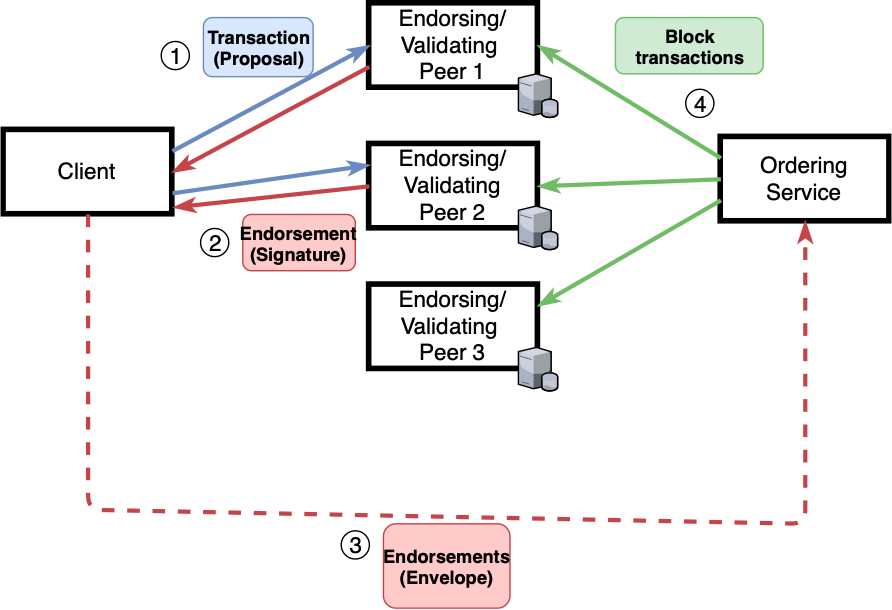 1
Transaction
(Proposal)
Endorsing/
Validating
Peer 1
Block
transactions
4
Client
Endorsing/
Validating
Peer 2
Ordering
Service
2
Endorsement
(Signature)
Endorsing/
Validating
Peer 3
3
Endorsements
(Envelope)